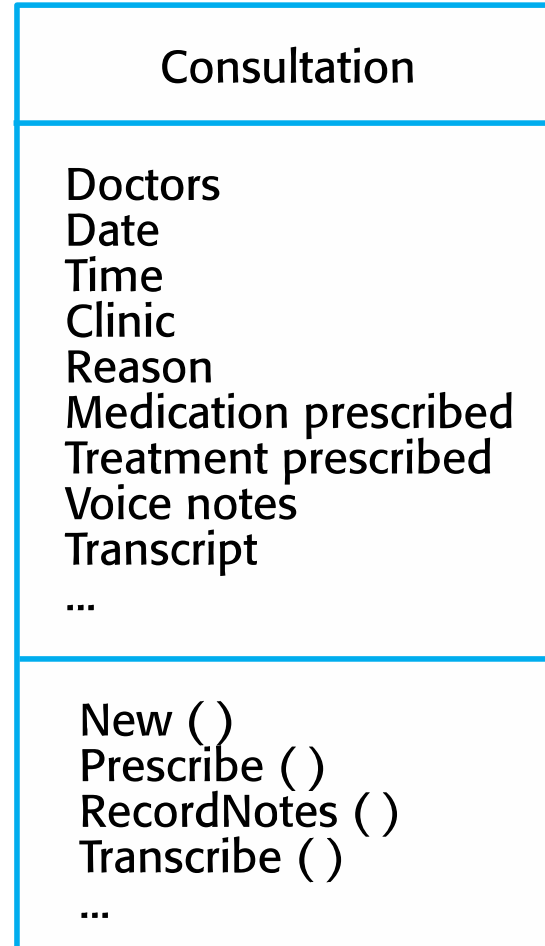 Consultation
Doctors
Date
Time
Clinic
Reason
Medication prescribed
Treatment prescribed
Voice notes
Transcript
...
New ( )
Prescribe ( )
RecordNotes ( )
Transcribe ( )
...